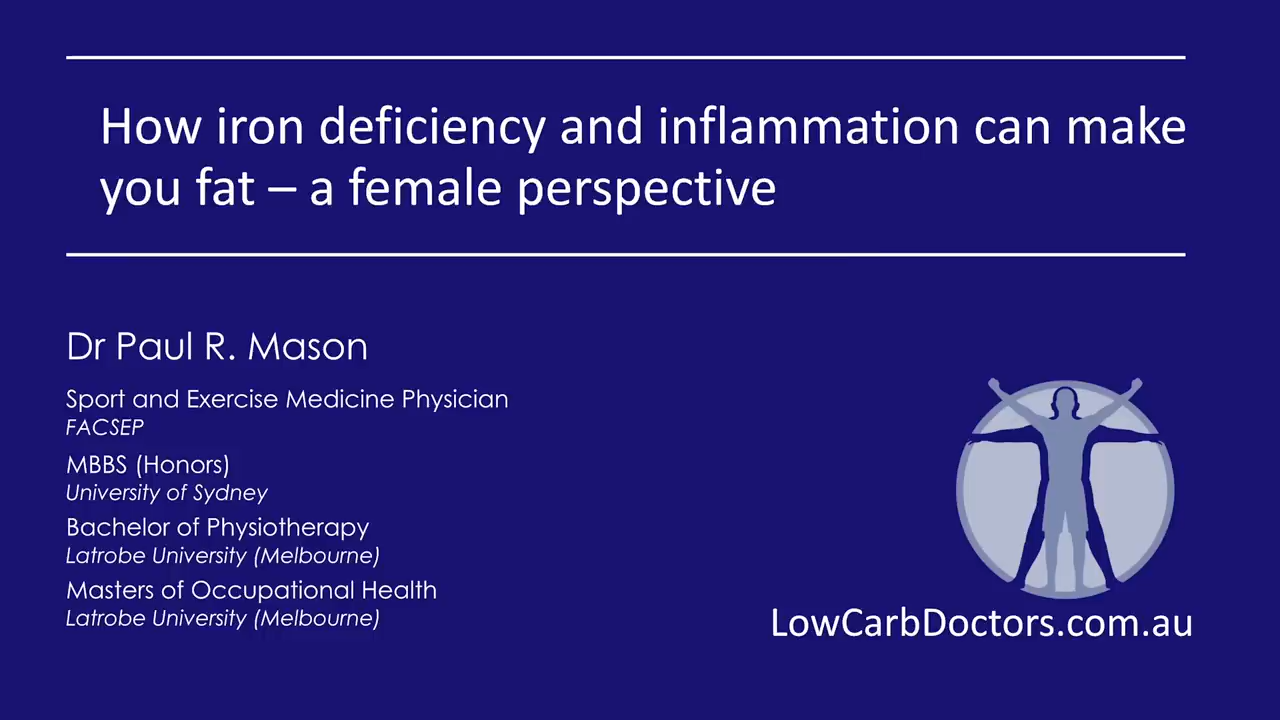 How iron deficiency and inflammation can make
you fat – a female perspective
Dr Paul R. Mason
Sport and Exercise Medicine Physician
FACSEP
MBBS (Honors)
University of Sydney
Bachelor of Physiotherapy
Latrobe University (Melbourne)
Masters of Occupational Health
Latrobe University (Melbourne)
LowCarbDoctors.com.au